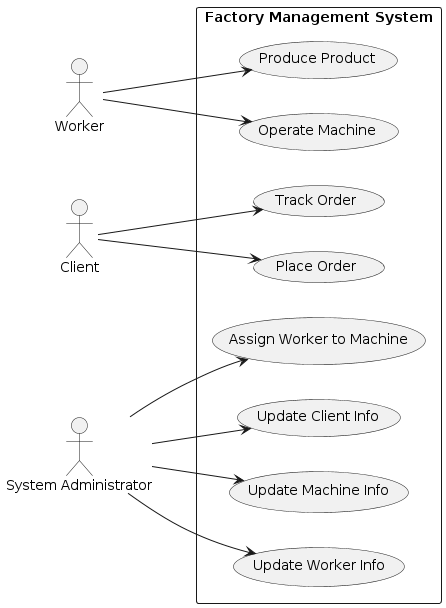 Factory Management System
Produce Product
Worker
Operate Machine
Track Order
Client
Place Order
Assign Worker to Machine
Update Client Info
System Administrator
Update Machine Info
Update Worker Info